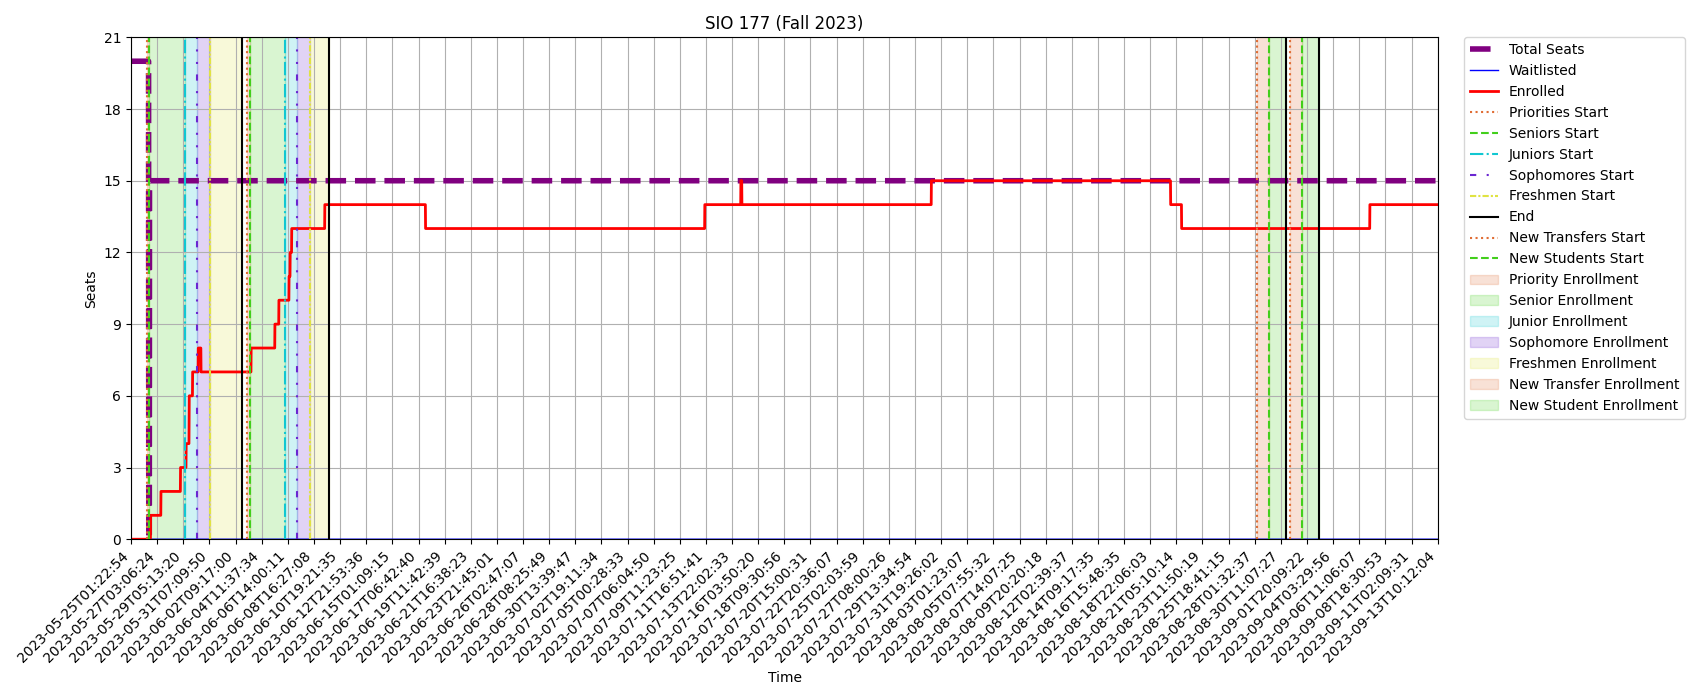 SIO 177 (Fall 2023)
21
18
15
12
9
6
3
0
Seats
2023-05-25T01:22:54
2023-05-27T03:06:24
2023-05-29T05:13:20
2023-05-31T07:09:50
2023-06-02T09:17:00
2023-06-04T11:37:34
2023-06-06T14:00:11
2023-06-08T16:27:08
2023-06-10T19:21:35
2023-06-12T21:53:36
2023-06-15T01:09:15
2023-06-17T06:42:40
2023-06-19T11:42:39
2023-06-21T16:38:23
2023-06-23T21:45:01
2023-06-26T02:47:07
2023-06-28T08:25:49
2023-06-30T13:39:47
2023-07-02T19:11:34
2023-07-05T00:28:33
2023-07-07T06:04:50
2023-07-09T11:23:25
2023-07-11T16:51:41
2023-07-13T22:02:33
2023-07-16T03:50:20
2023-07-18T09:30:56
2023-07-20T15:00:31
2023-07-22T20:36:07
2023-07-25T02:03:59
2023-07-27T08:00:26
2023-07-29T13:34:54
2023-07-31T19:26:02
2023-08-03T01:23:07
2023-08-05T07:55:32
2023-08-07T14:07:25
2023-08-09T20:20:18
2023-08-12T02:39:37
2023-08-14T09:17:35
2023-08-16T15:48:35
2023-08-18T22:06:03
2023-08-21T05:10:14
2023-08-23T11:50:19
2023-08-25T18:41:15
2023-08-28T01:32:37
2023-08-30T11:07:27
2023-09-01T20:09:22
2023-09-04T03:29:56
2023-09-06T11:06:07
2023-09-08T18:30:53
2023-09-11T02:09:31
2023-09-13T10:12:04
Time
Total Seats
Waitlisted
Enrolled
Priorities Start
Seniors Start
Juniors Start
Sophomores Start
Freshmen Start
End
New Transfers Start
New Students Start
Priority Enrollment
Senior Enrollment
Junior Enrollment
Sophomore Enrollment
Freshmen Enrollment
New Transfer Enrollment
New Student Enrollment